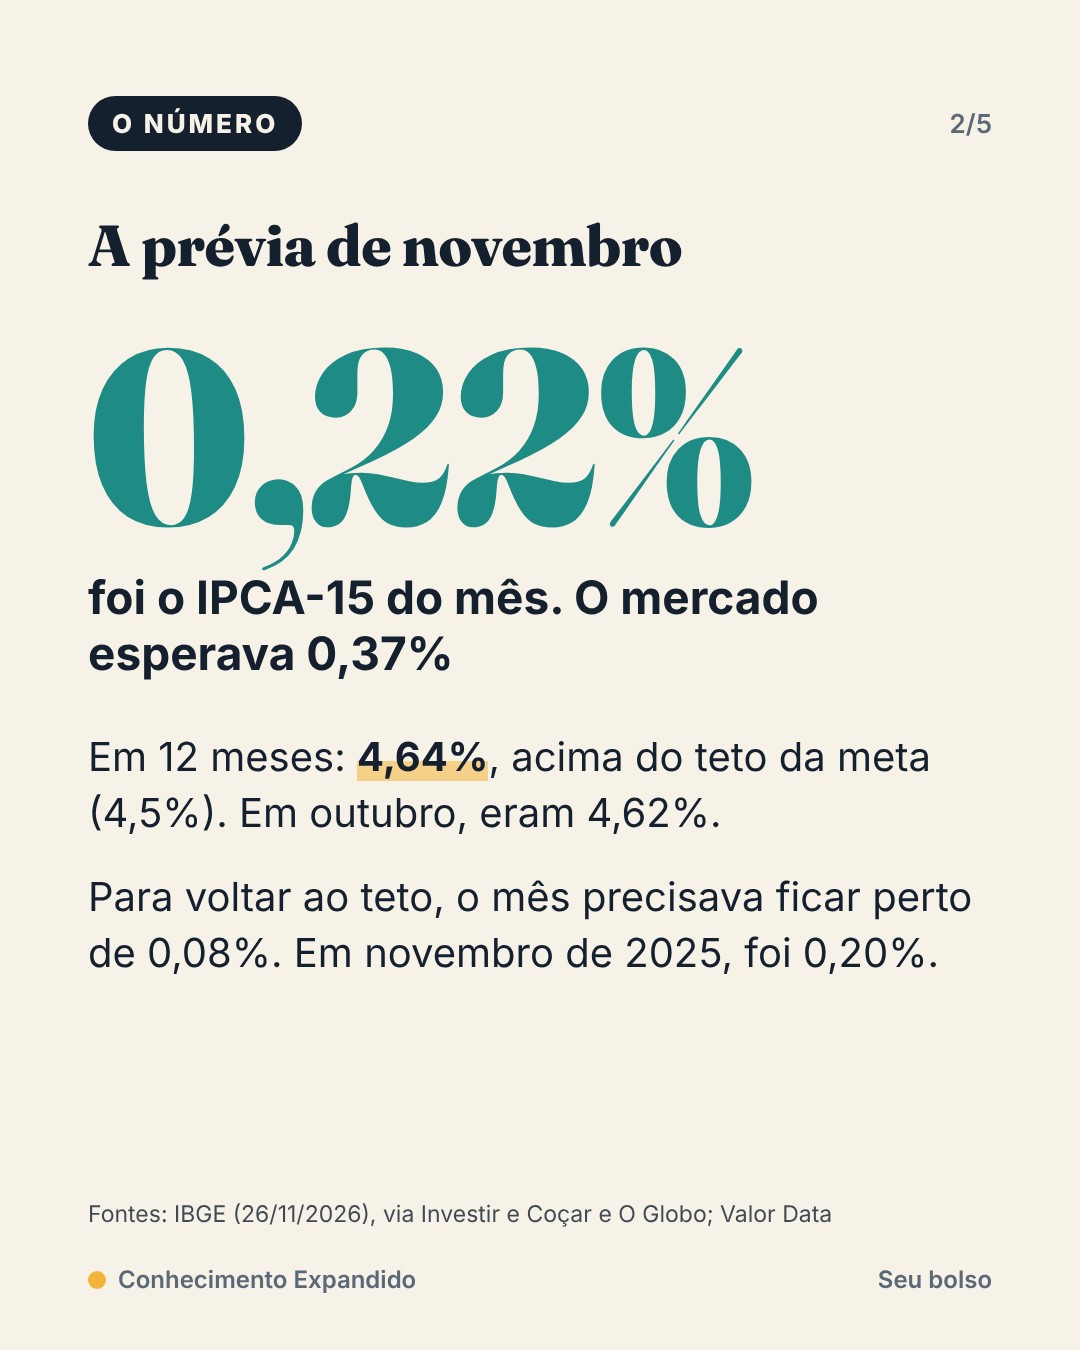 O NÚMERO
2/5
A prévia de novembro
0,22%
foi o IPCA-15 do mês. O mercado
esperava 0,37%
Em 12 meses: 4,64%, acima do teto da meta
(4,5%). Em outubro, eram 4,62%.
Para voltar ao teto, o mês precisava ficar perto
de 0,08%. Em novembro de 2025, foi 0,20%.
Fontes: IBGE (26/11/2026), via Investir e Coçar e O Globo; Valor Data
Conhecimento Expandido
Seu bolso